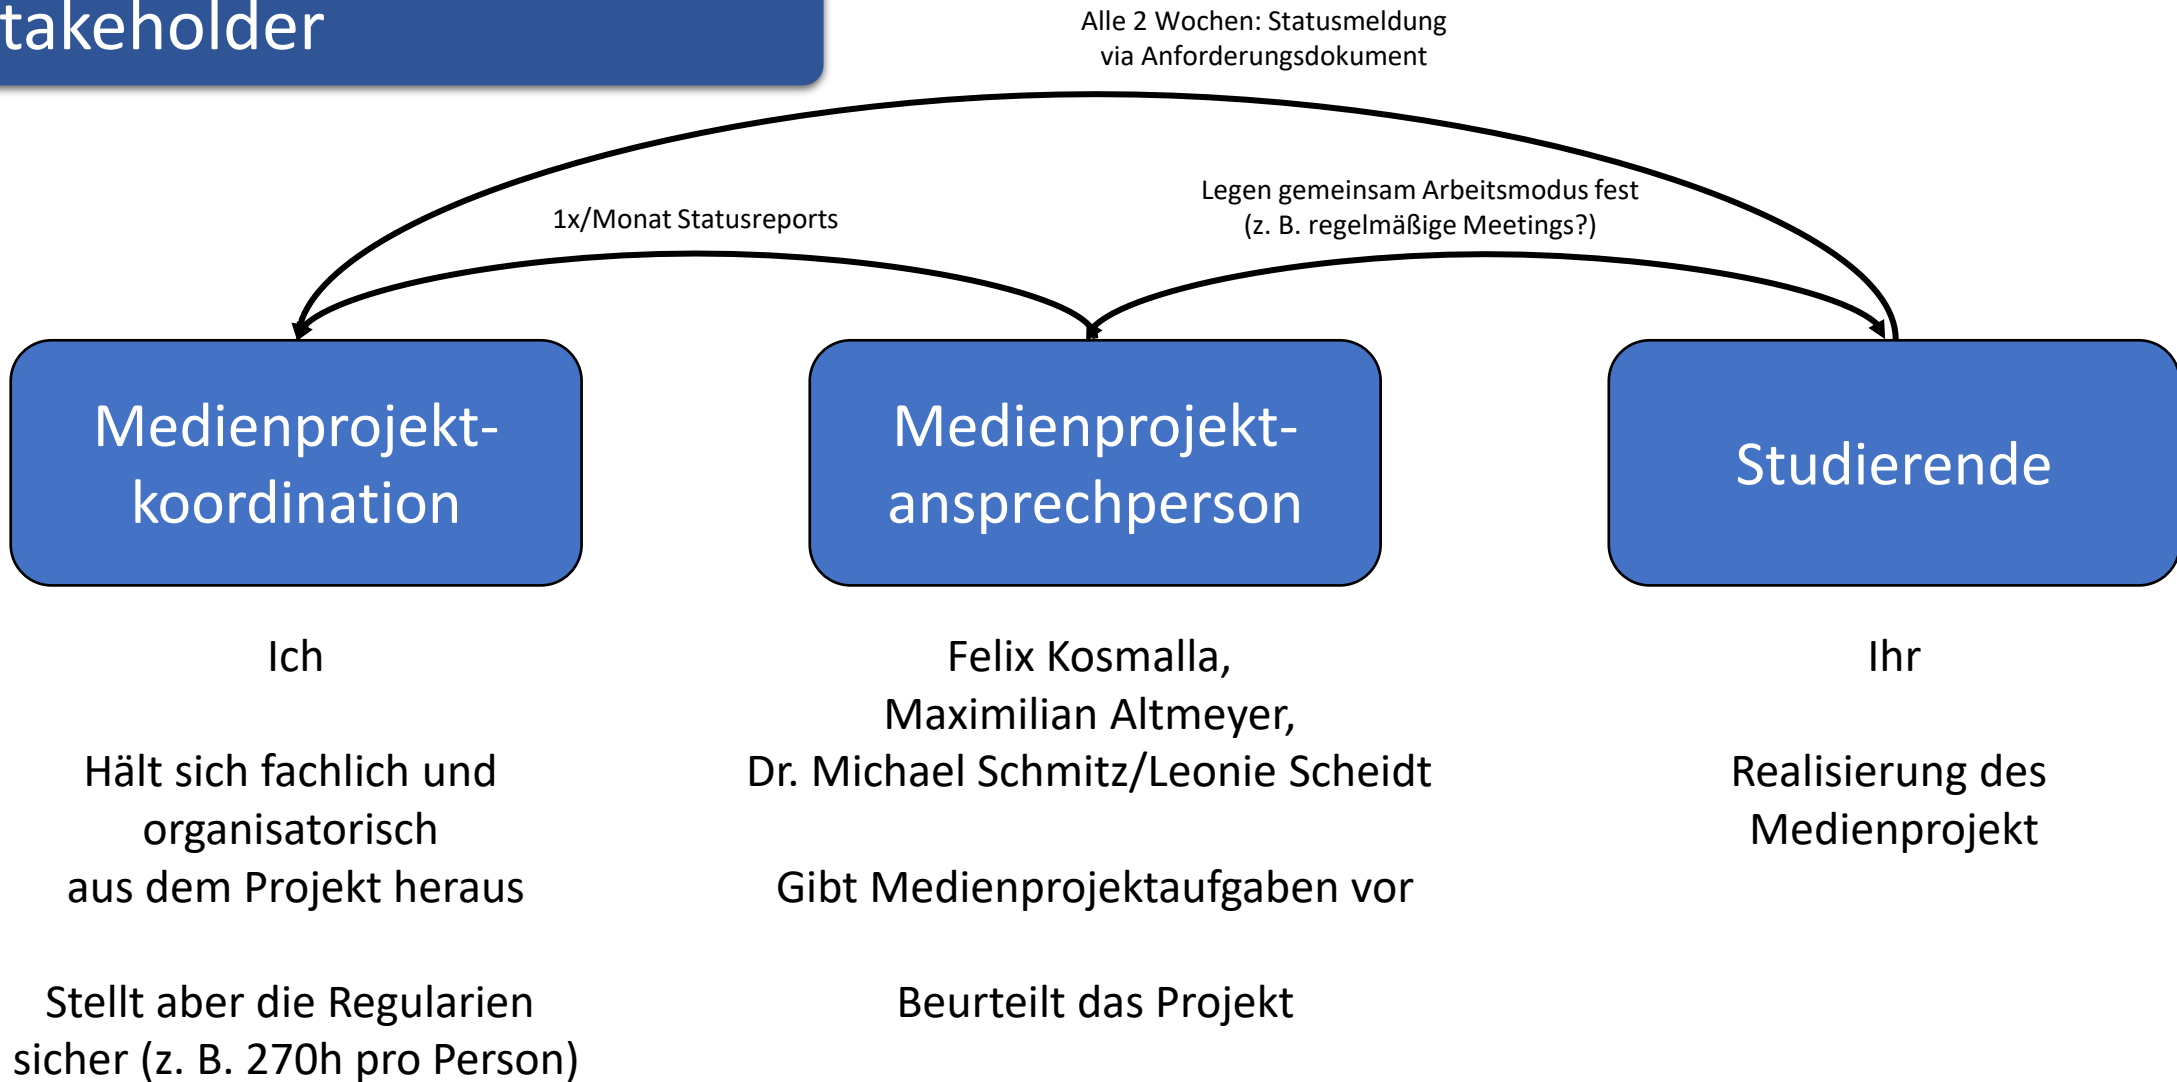 takeholder
Alle 2 Wochen: Statusmeldung
via Anforderungsdokument
1x/Monat Statusreports
Legen gemeinsam Arbeitsmodus fest
(z. B. regelmäßige Meetings?)
Medienprojekt-
koordination
Medienprojekt-
ansprechperson
Studierende
Ich
Hält sich fachlich und
organisatorisch
aus dem Projekt heraus
Stellt aber die Regularien
sicher (z. B. 270h pro Person)
Felix Kosmalla,
Maximilian Altmeyer,
Dr. Michael Schmitz/Leonie Scheidt
Gibt Medienprojektaufgaben vor
Beurteilt das Projekt
Ihr
Realisierung des
Medienprojekt